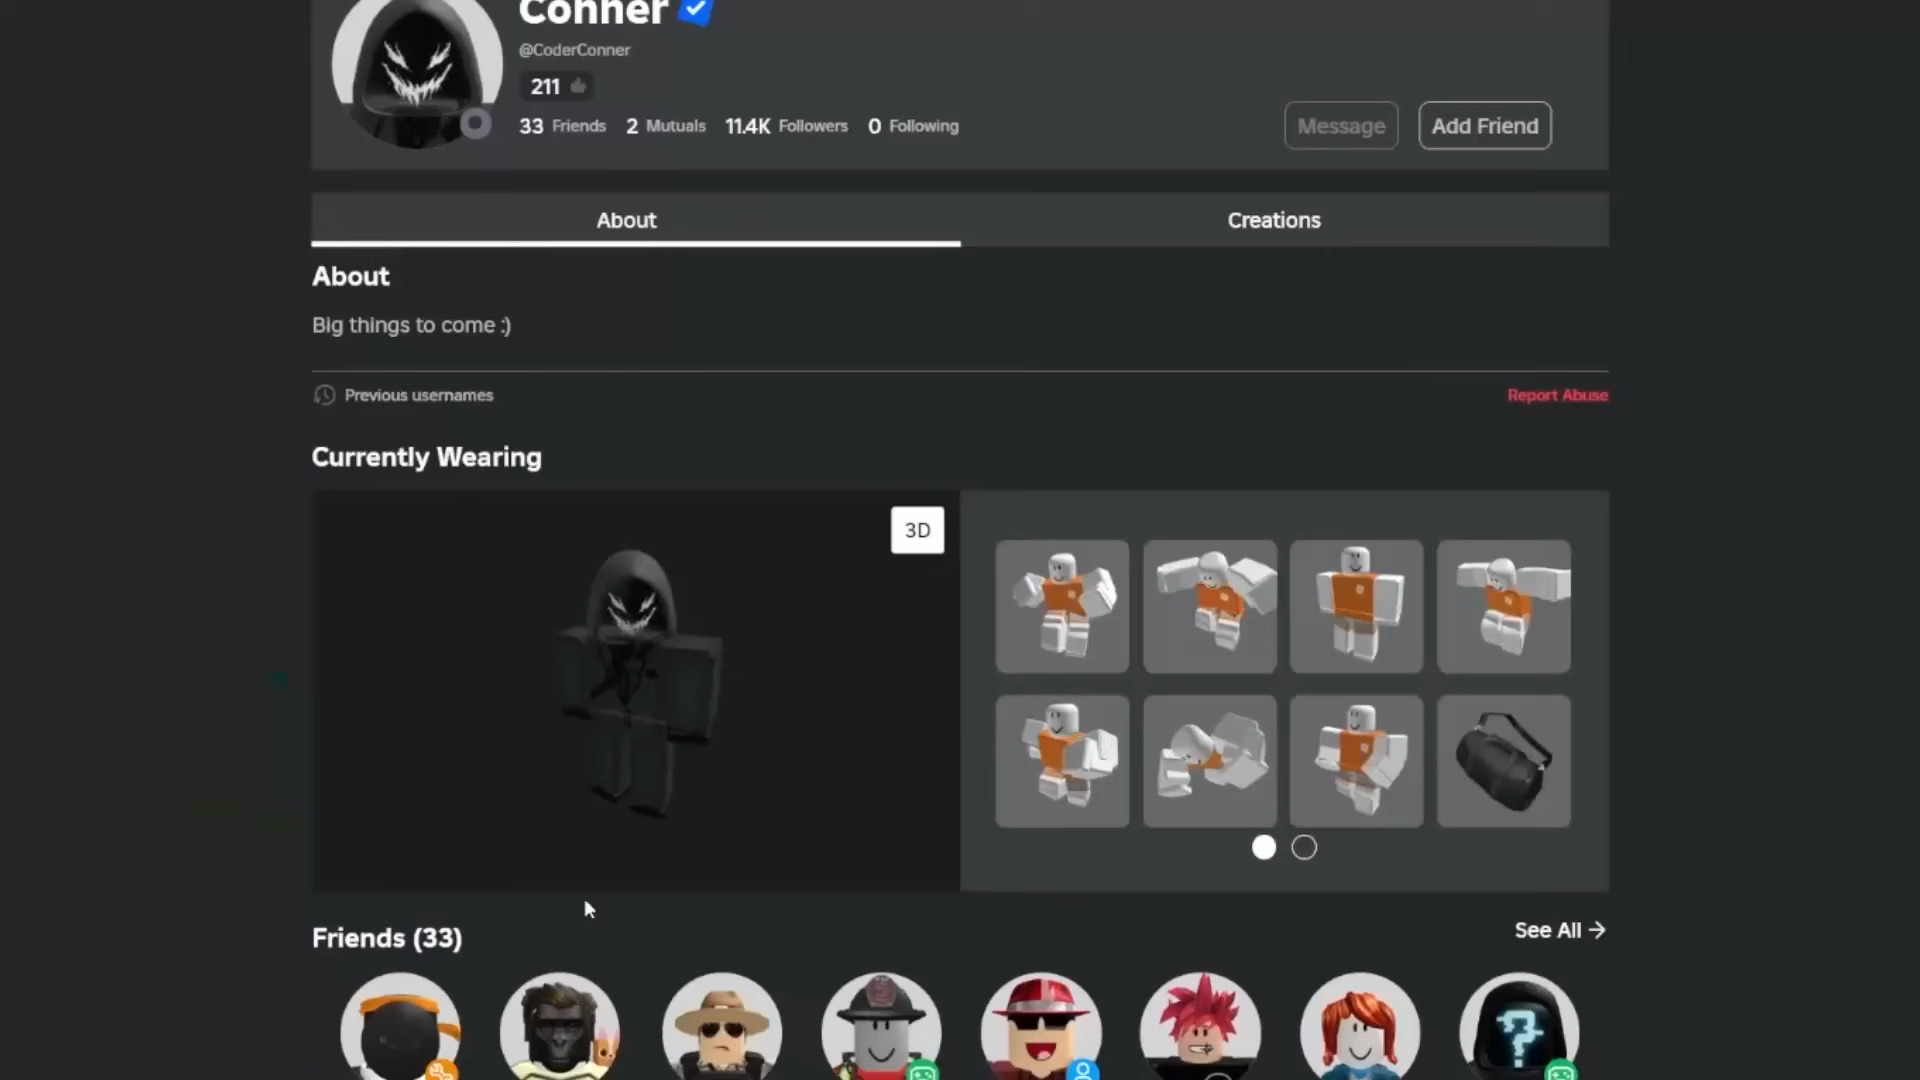 Conner
@CoderConner
211
33 Friends 2 Mutuals 11.4K Followers 0 Following
Message Add Friend
About Creations
About
Big things to come :)
Previous usernames Report Abuse
Currently Wearing
3D
Friends (33) See All →
?